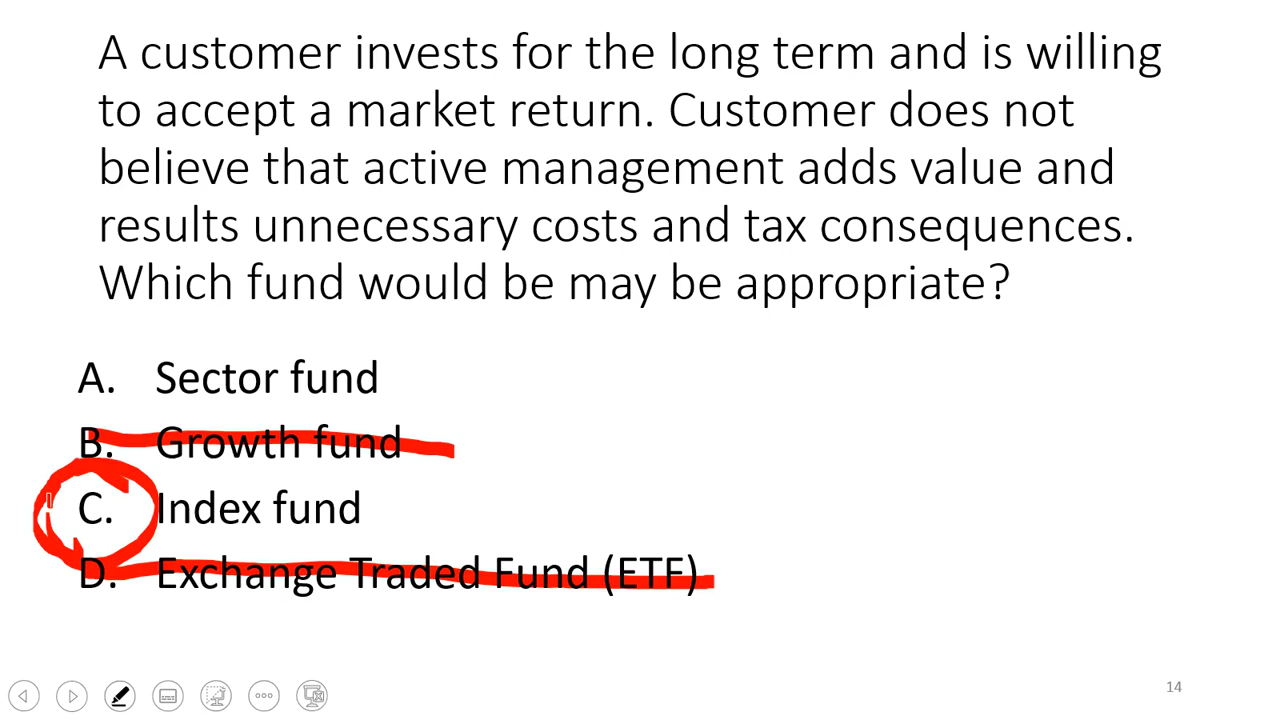 A customer invests for the long term and is willing
to accept a market return. Customer does not
believe that active management adds value and
results unnecessary costs and tax consequences.
Which fund would be may be appropriate?
A. Sector fund
B. Growth fund
C. Index fund
D. Exchange Traded Fund (ETF)
14